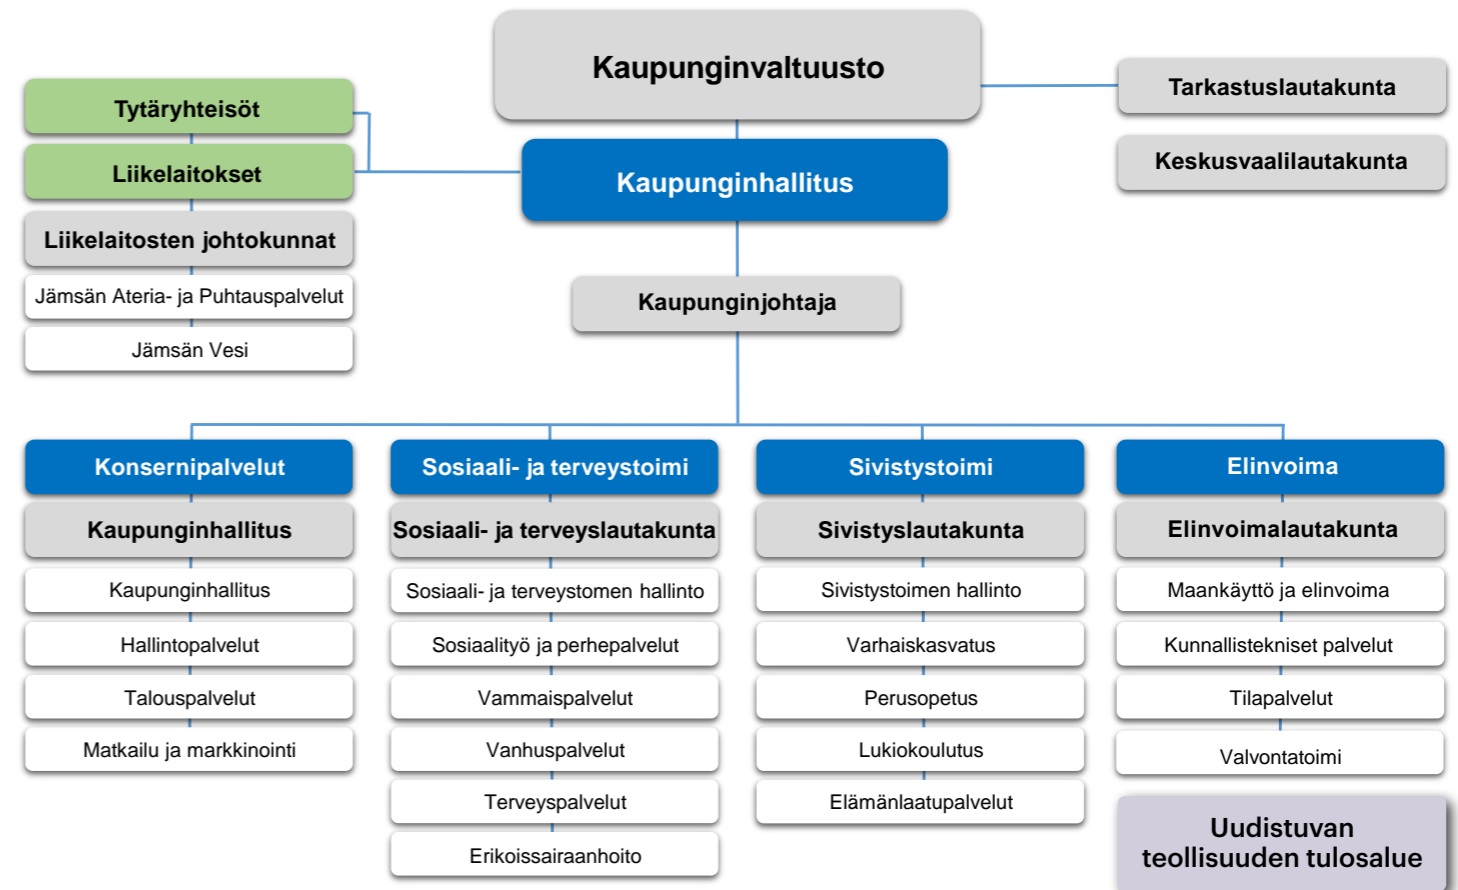 Kaupunginvaltuusto
Tarkastuslautakunta
Keskusvaalilautakunta
Tytäryhteisöt
Liikelaitokset
Liikelaitosten johtokunnat
Jämsän Ateria- ja Puhtauspalvelut
Jämsän Vesi
Kaupunginhallitus
Kaupunginjohtaja
Konsernipalvelut
Kaupunginhallitus
Kaupunginhallitus
Hallintopalvelut
Talouspalvelut
Matkailu ja markkinointi
Sosiaali- ja terveystoimi
Sosiaali- ja terveyslautakunta
Sosiaali- ja terveystomen hallinto
Sosiaalityö ja perhepalvelut
Vammaispalvelut
Vanhuspalvelut
Terveyspalvelut
Erikoissairaanhoito
Sivistystoimi
Sivistyslautakunta
Sivistystoimen hallinto
Varhaiskasvatus
Perusopetus
Lukiokoulutus
Elämänlaatupalvelut
Elinvoima
Elinvoimalautakunta
Maankäyttö ja elinvoima
Kunnallistekniset palvelut
Tilapalvelut
Valvontatoimi
Uudistuvan
teollisuuden tulosalue